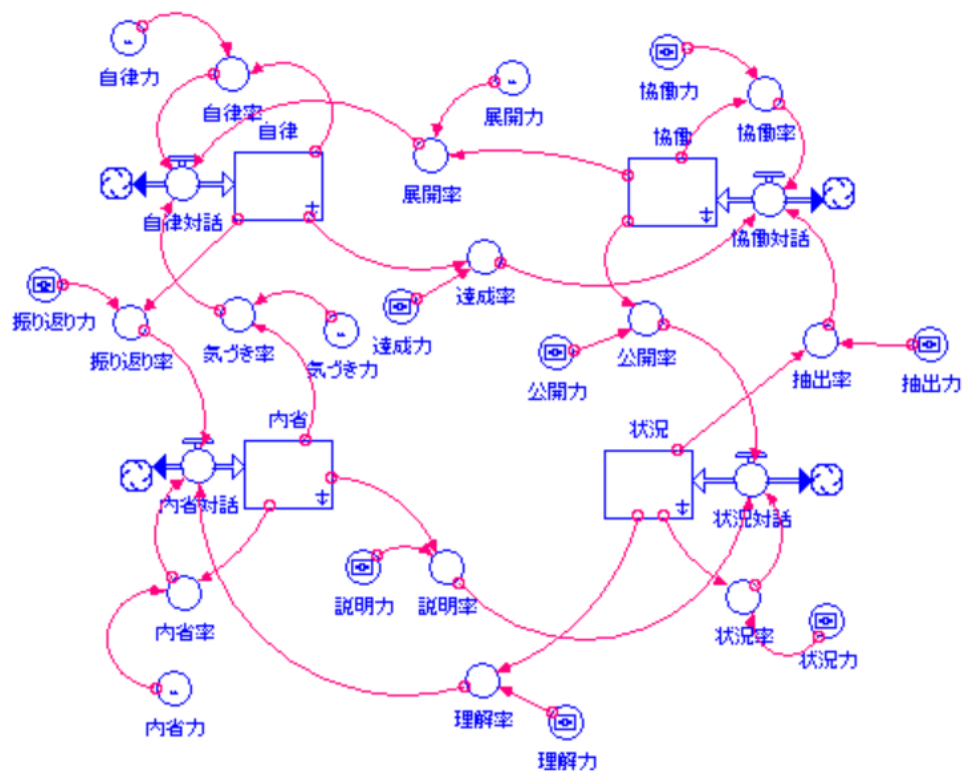 自律力
自律率
自律
展開力
協働力
協働
協働率
展開率
自律対話
協働対話
達成率
振り返り力
振り返り率
気づき率
気づき力
達成力
公開力
公開率
抽出率
抽出力
内省
状況
内省対話
状況対話
説明力
説明率
内省率
状況率
状況力
内省力
理解率
理解力